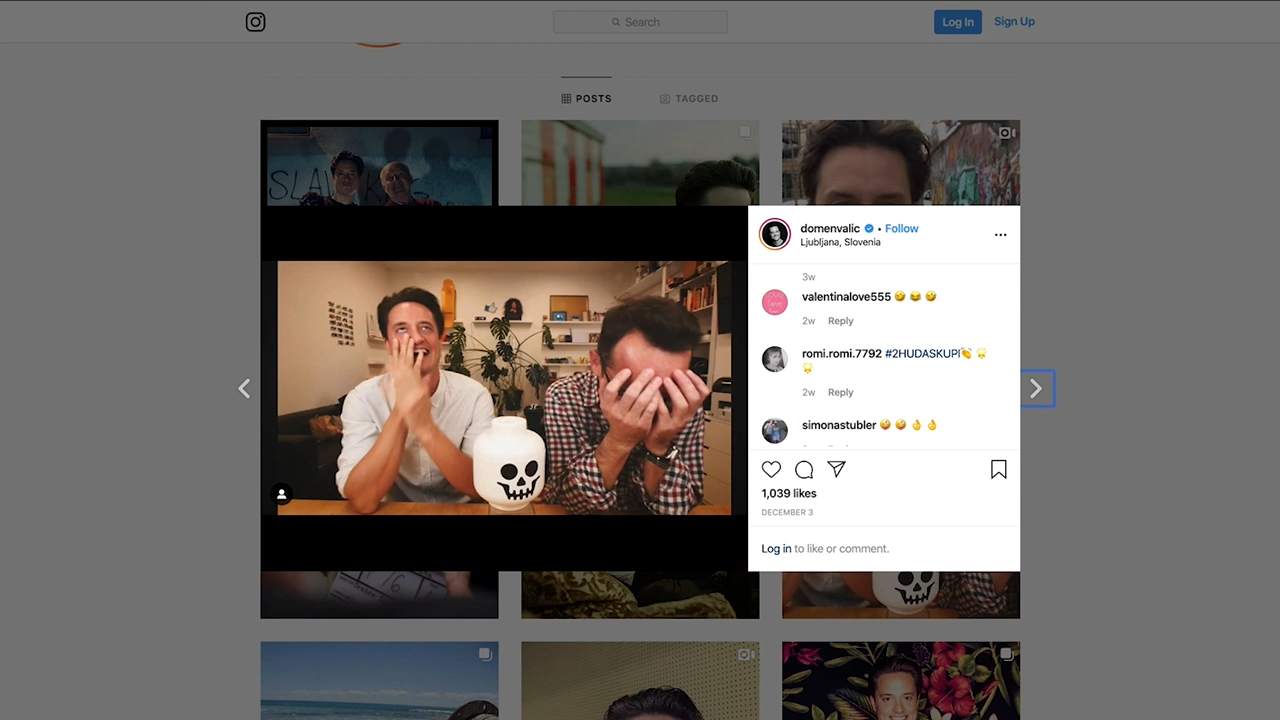 Search
Log In
Sign Up
POSTS
TAGGED
domenvalic • Follow
Ljubljana, Slovenia
3w
valentinalove555 🤣 😂 🤣
2w Reply
romi.romi.7792 #2HUDASKUPI👏 🌟
🌟
2w Reply
simonastubler 🤣 🤣 👌 👌
1,039 likes
DECEMBER 3
Log in to like or comment.